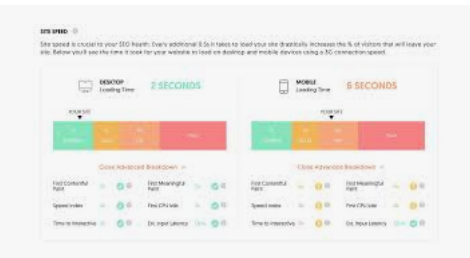 SITE SPEED
Site speed is crucial to your SEO health. Every additional 0.5s it takes to load your site drastically increases the % of visitors that will leave your
site. Below you'll see the time it took for your website to load on desktop and mobile devices using a 3G connection speed.
DESKTOP
Loading Time
2 SECONDS
YOUR SITE
Close Advanced Breakdown
First Contentful
Paint
First Meaningful
Paint
Speed Index
First CPU Idle
Time to Interactive
Est. Input Latency
MOBILE
Loading Time
6 SECONDS
YOUR SITE
Close Advanced Breakdown
First Contentful
Paint
First Meaningful
Paint
Speed Index
First CPU Idle
Time to Interactive
Est. Input Latency